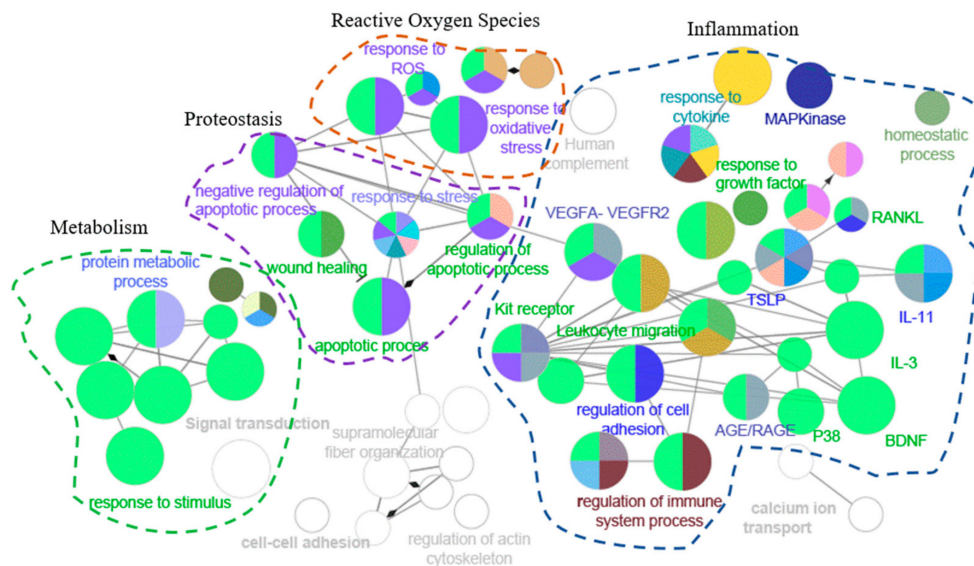 Reactive Oxygen Species
Inflammation
response to
ROS
response to
oxidative
stress
Human
complement
response to
cytokine
MAPKinase
homeostatic
process
Proteostasis
negative regulation of
apoptotic process
response to stress
response to
growth factor
VEGFA- VEGFR2
RANKL
wound healing
regulation of
apoptotic process
Metabolism
protein metabolic
process
TSLP
IL-11
Kit receptor
Leukocyte migration
apoptotic proces
IL-3
regulation of cell
adhesion
AGE/RAGE
P38
BDNF
Signal transduction
supramolecular
fiber organization
response to stimulus
regulation of immune
system process
calcium ion
transport
cell-cell adhesion
regulation of actin
cytoskeleton